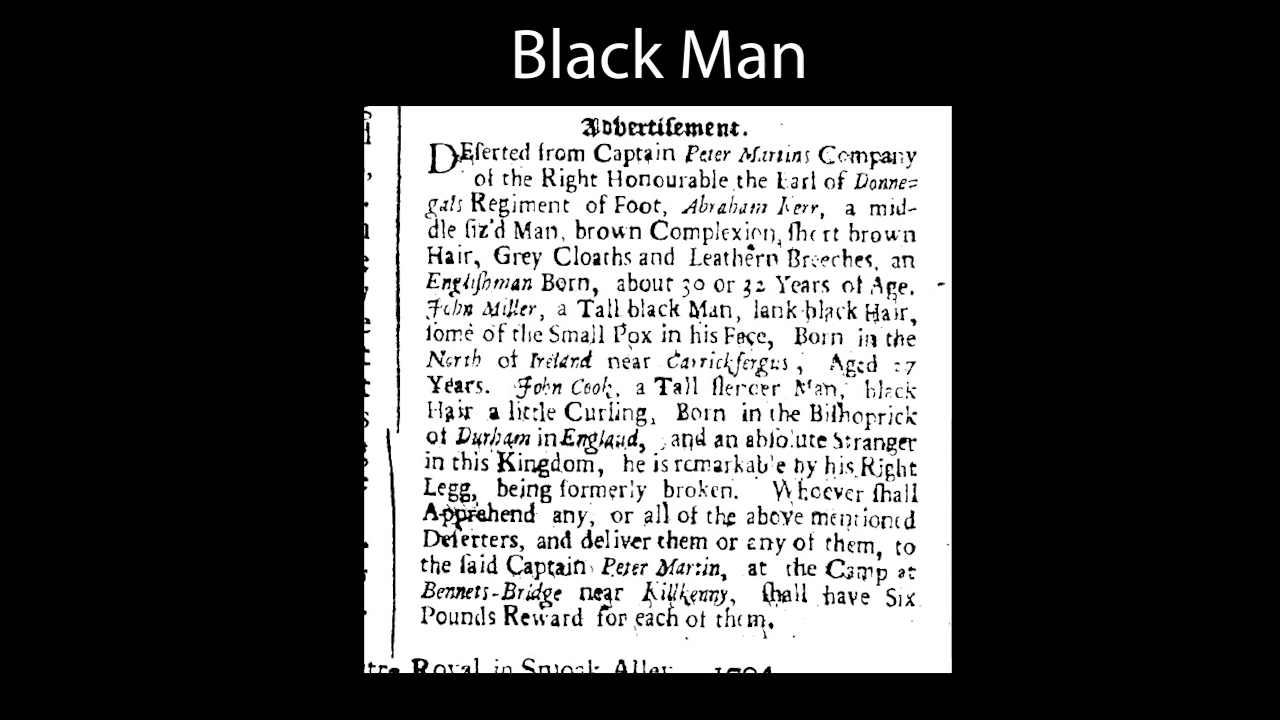 Black Man
Advertiſement.
DEſerted from Captain Peter Martins Company
of the Right Honourable the Earl of Donne=
gals Regiment of Foot, Abraham Kerr, a mid-
dle ſiz'd Man, brown Complexion, ſhort brown
Hair, Grey Cloaths and Leathern Breeches, an
Engliſhman Born, about 30 or 32 Years of Age.
John Miller, a Tall black Man, lank black Hair,
ſome of the Small Pox in his Face, Born in the
North of Ireland near Carrickfergus, Aged
Years. John Cook, a Tall ſlender Man, black
Hair a little Curling, Born in the Biſhoprick
of Durham in England, and an abſolute Stranger
in this Kingdom, he is remarkable by his Right
Legg, being formerly broken. Whoever ſhall
Apprehend any, or all of the above mentioned
Deſerters, and deliver them or any of them, to
the ſaid Captain Peter Martin, at the Camp at
Bennets-Bridge near Killkenny, ſhall have Six
Pounds Reward for each of them.
Royal in Smoak Alley